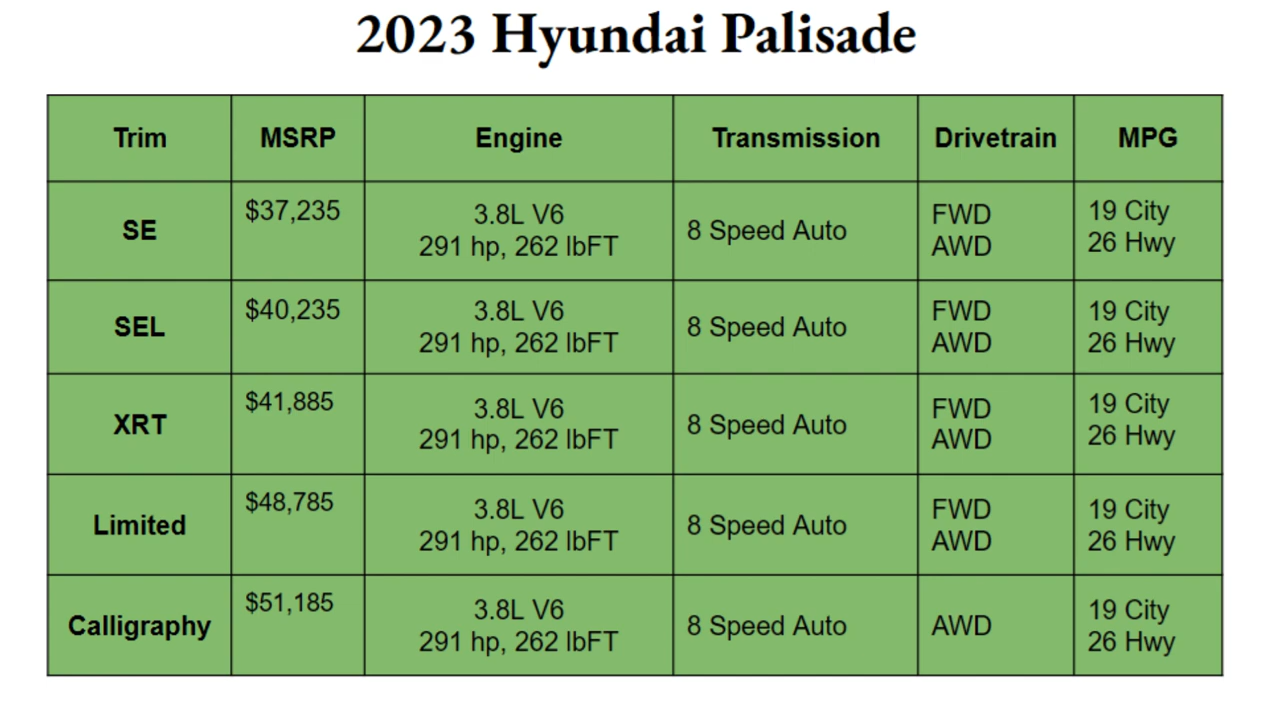 2023 Hyundai Palisade
Trim MSRP Engine Transmission Drivetrain MPG
SE $37,235 3.8L V6 8 Speed Auto FWD 19 City
291 hp, 262 lbFT AWD 26 Hwy
SEL $40,235 3.8L V6 8 Speed Auto FWD 19 City
291 hp, 262 lbFT AWD 26 Hwy
XRT $41,885 3.8L V6 8 Speed Auto FWD 19 City
291 hp, 262 lbFT AWD 26 Hwy
Limited $48,785 3.8L V6 8 Speed Auto FWD 19 City
291 hp, 262 lbFT AWD 26 Hwy
Calligraphy $51,185 3.8L V6 8 Speed Auto AWD 19 City
291 hp, 262 lbFT 26 Hwy